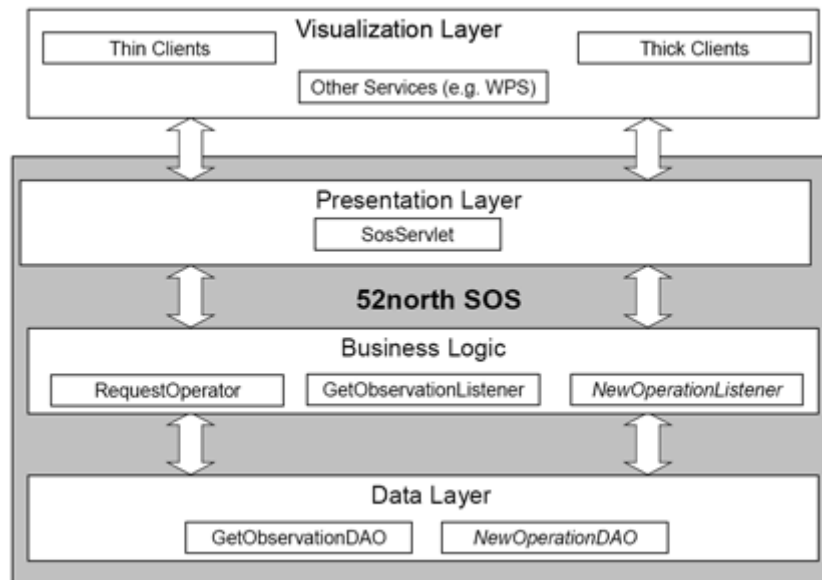 Visualization Layer
Thin Clients
Thick Clients
Other Services (e.g. WPS)
Presentation Layer
SosServlet
52north SOS
Business Logic
RequestOperator
GetObservationListener
NewOperationListener
Data Layer
GetObservationDAO
NewOperationDAO